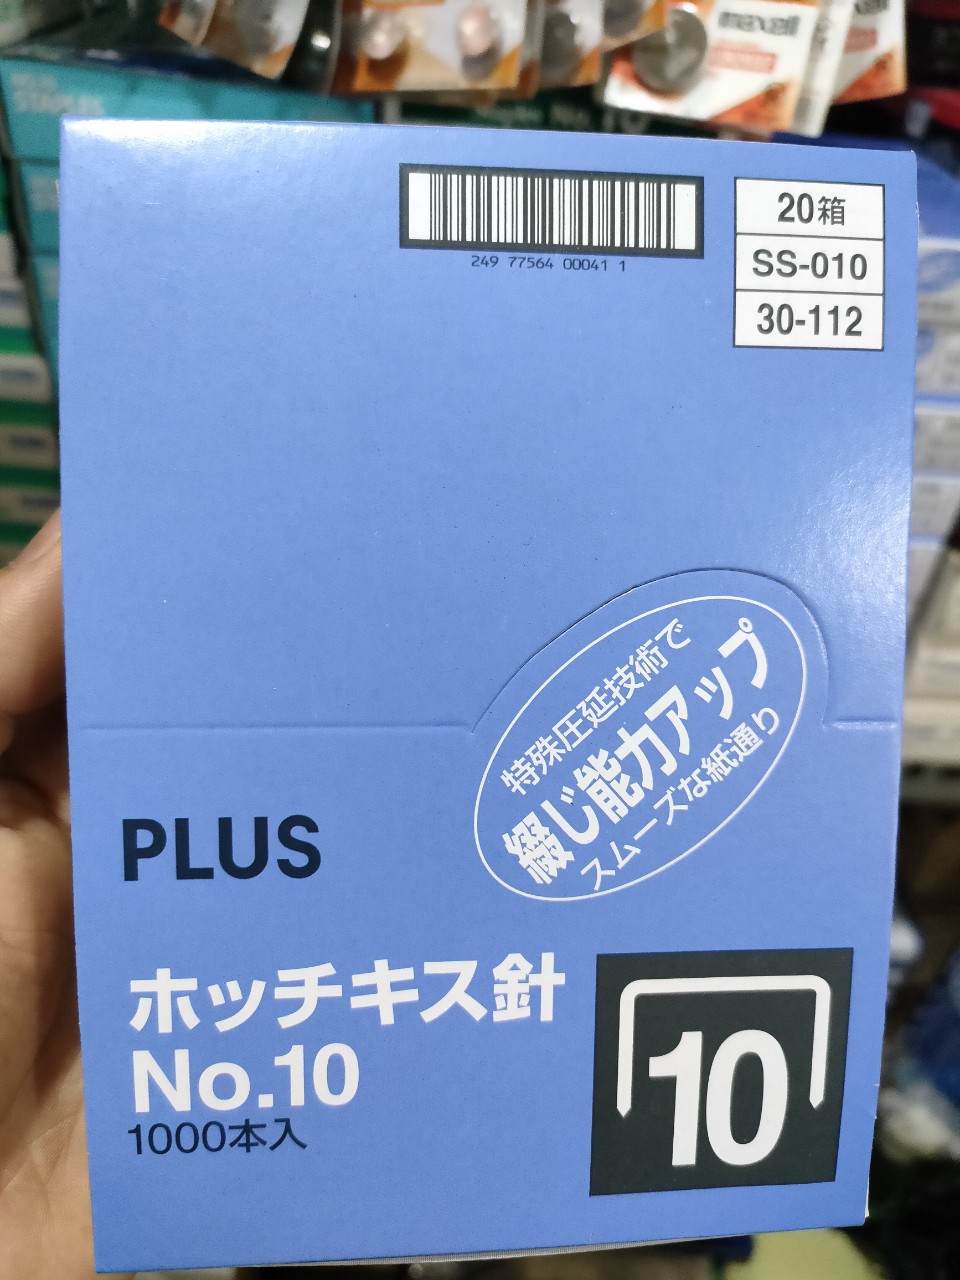 maxell
STAPLES
249 77564 00041 1
20箱
SS-010
30-112
特殊圧延技術で
綴じ能力アップ
スムーズな紙通り
PLUS
ホッチキス針
No.10
1000本入
10